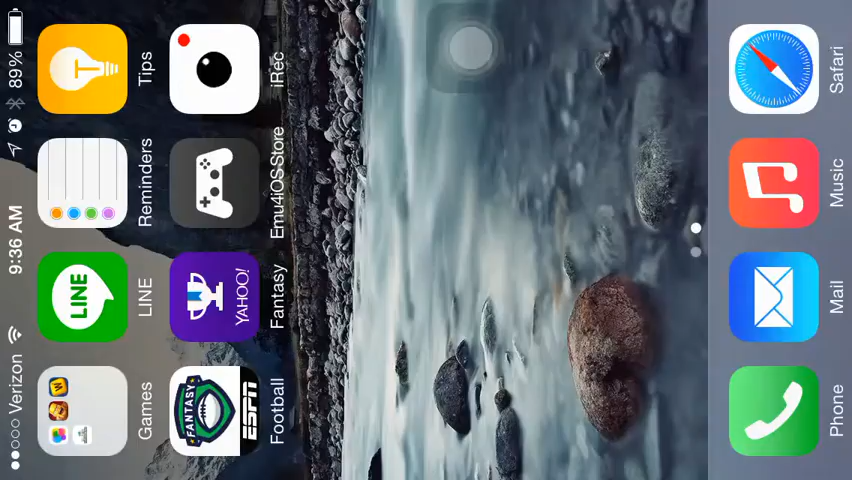 Verizon 9:36 AM 89%
Games LINE Reminders Tips
FANTASY
ESPN
YAHOO!
LINE
W
Football Fantasy Emu4iOSStore iRec
Phone Mail Music Safari